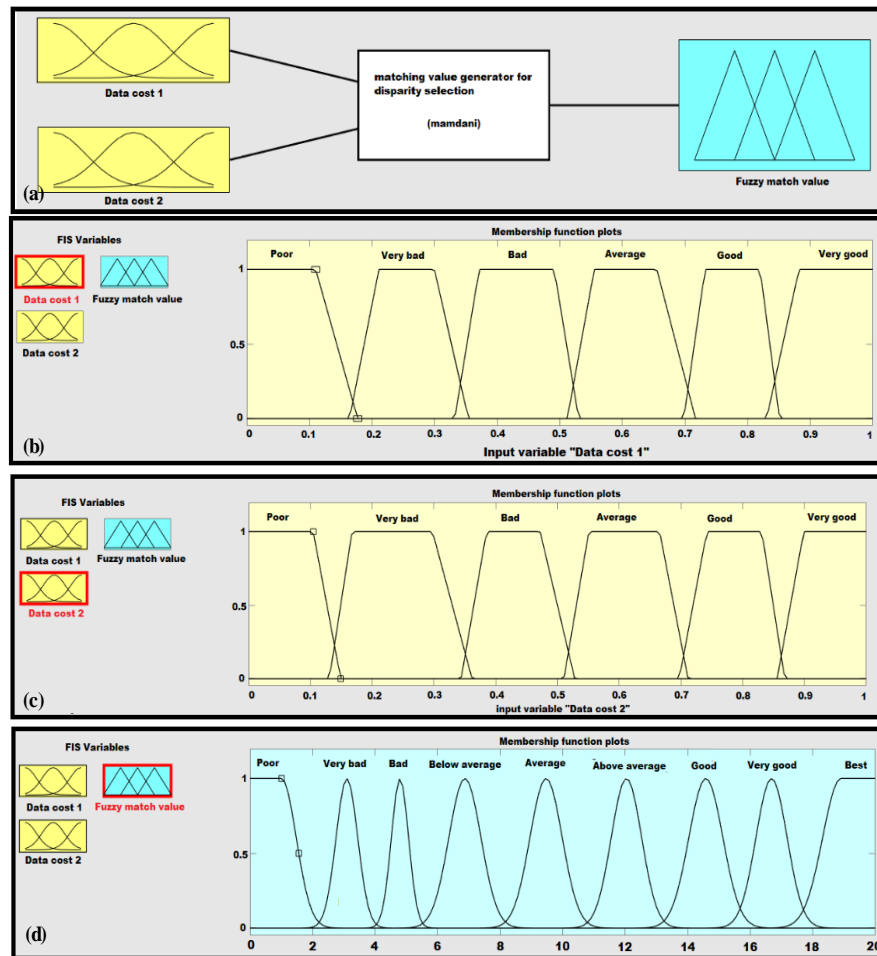 Data cost 1
matching value generator for
disparity selection
(mamdani)
Data cost 2
Fuzzy match value
(a)
FIS Variables
Data cost 1
Fuzzy match value
Data cost 2
Membership function plots
Poor Very bad Bad Average Good Very good
1
0.5
0
0 0.1 0.2 0.3 0.4 0.5 0.6 0.7 0.8 0.9 1
Input variable "Data cost 1"
(b)
FIS Variables
Data cost 1
Fuzzy match value
Data cost 2
Membership function plots
Poor Very bad Bad Average Good Very good
1
0.5
0
0 0.1 0.2 0.3 0.4 0.5 0.6 0.7 0.8 0.9 1
input variable "Data cost 2"
(c)
FIS Variables
Data cost 1
Fuzzy match value
Data cost 2
Membership function plots
Poor Very bad Bad Below average Average Above average Good Very good Best
1
0.5
0
0 2 4 6 8 10 12 14 16 18 20
(d)